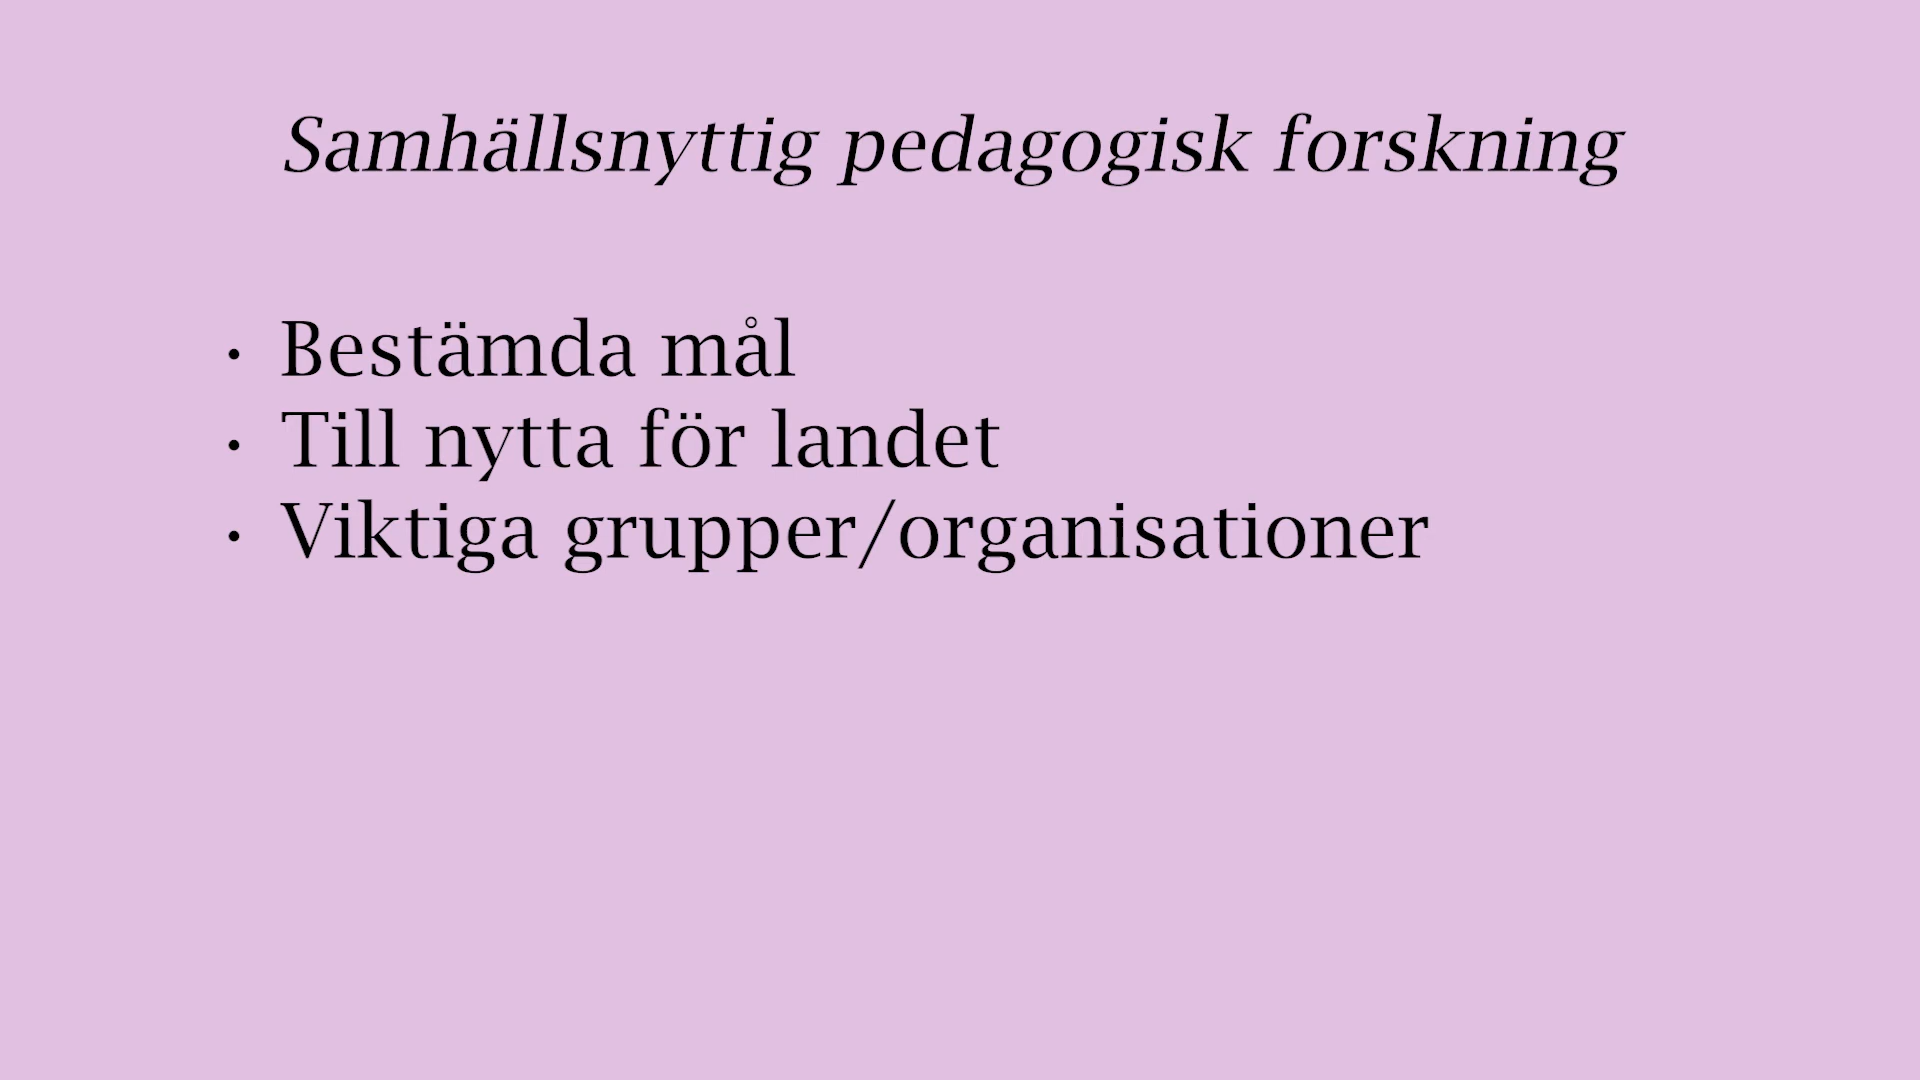 Samhällsnyttig pedagogisk forskning
· Bestämda mål
· Till nytta för landet
· Viktiga grupper/organisationer